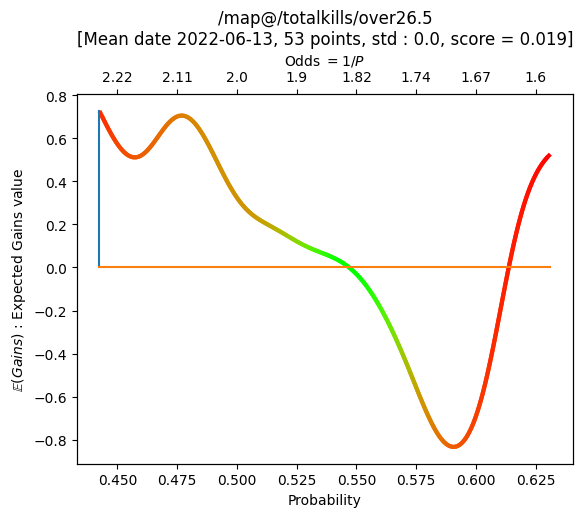 /map@/totalkills/over26.5
[Mean date 2022-06-13, 53 points, std : 0.0, score = 0.019]
Odds = 1/P
2.22 2.11 2.0 1.9 1.82 1.74 1.67 1.6
0.8
0.6
0.4
0.2
0.0
−0.2
−0.4
−0.6
−0.8
𝔼(Gains) : Expected Gains value
0.450 0.475 0.500 0.525 0.550 0.575 0.600 0.625
Probability